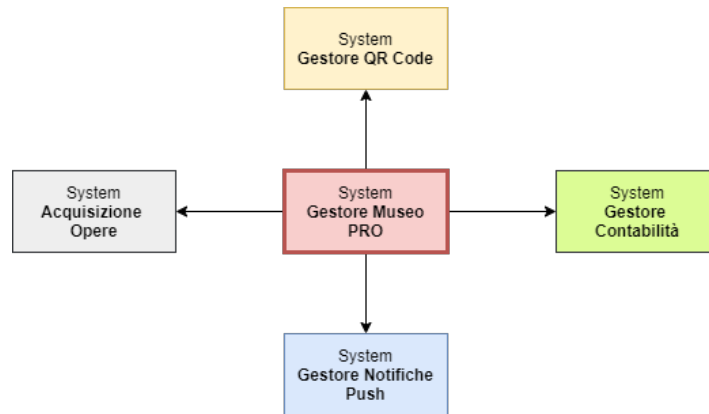 System
Gestore QR Code
System
Acquisizione
Opere
System
Gestore Museo
PRO
System
Gestore
Contabilità
System
Gestore Notifiche
Push